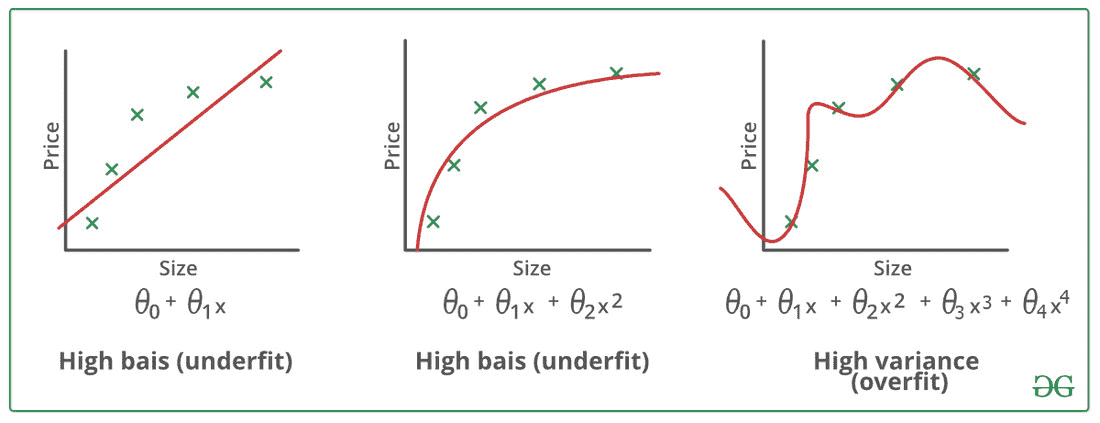 Price
Size
θ₀ + θ₁x
High bais (underfit)
Price
Size
θ₀ + θ₁x + θ₂x²
High bais (underfit)
Price
Size
θ₀ + θ₁x + θ₂x² + θ₃x³ + θ₄x⁴
High variance
(overfit)